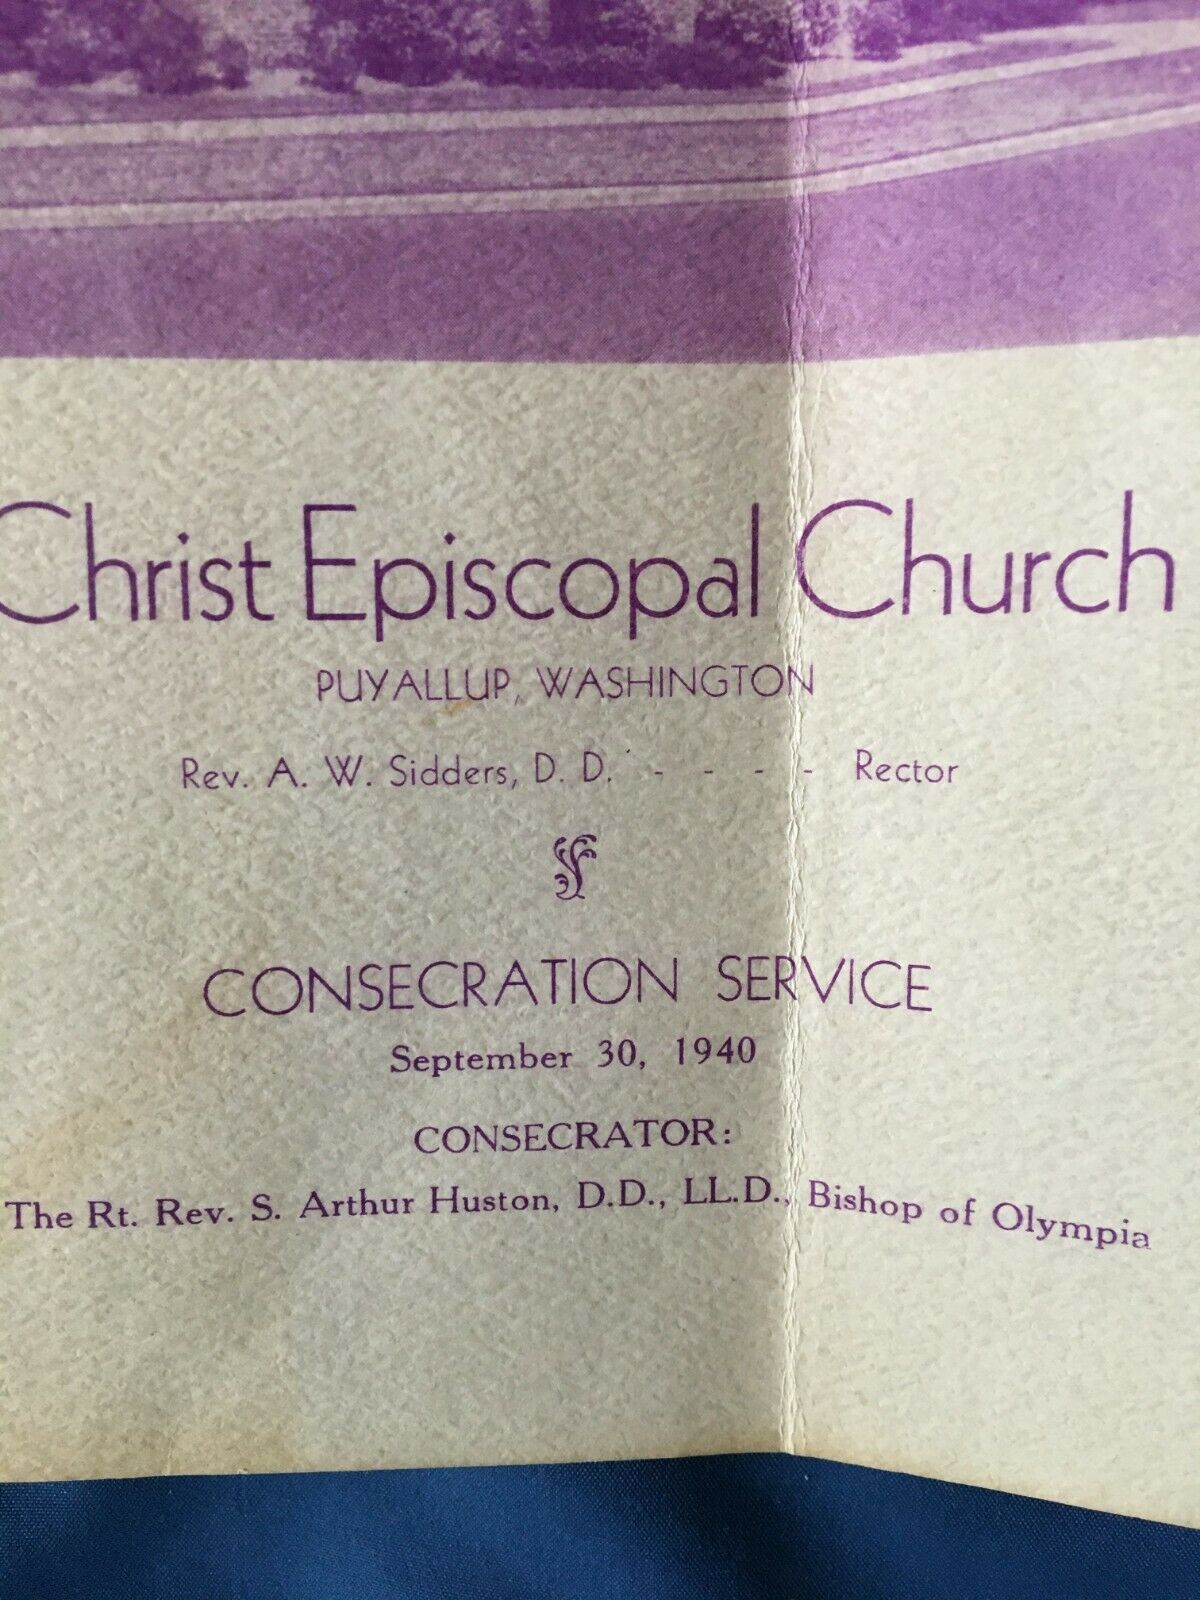 Christ Episcopal Church
PUYALLUP, WASHINGTON
Rev. A. W. Sidders, D. D. - - - - Rector
CONSECRATION SERVICE
September 30, 1940
CONSECRATOR:
The Rt. Rev. S. Arthur Huston, D.D., LL.D., Bishop of Olympia